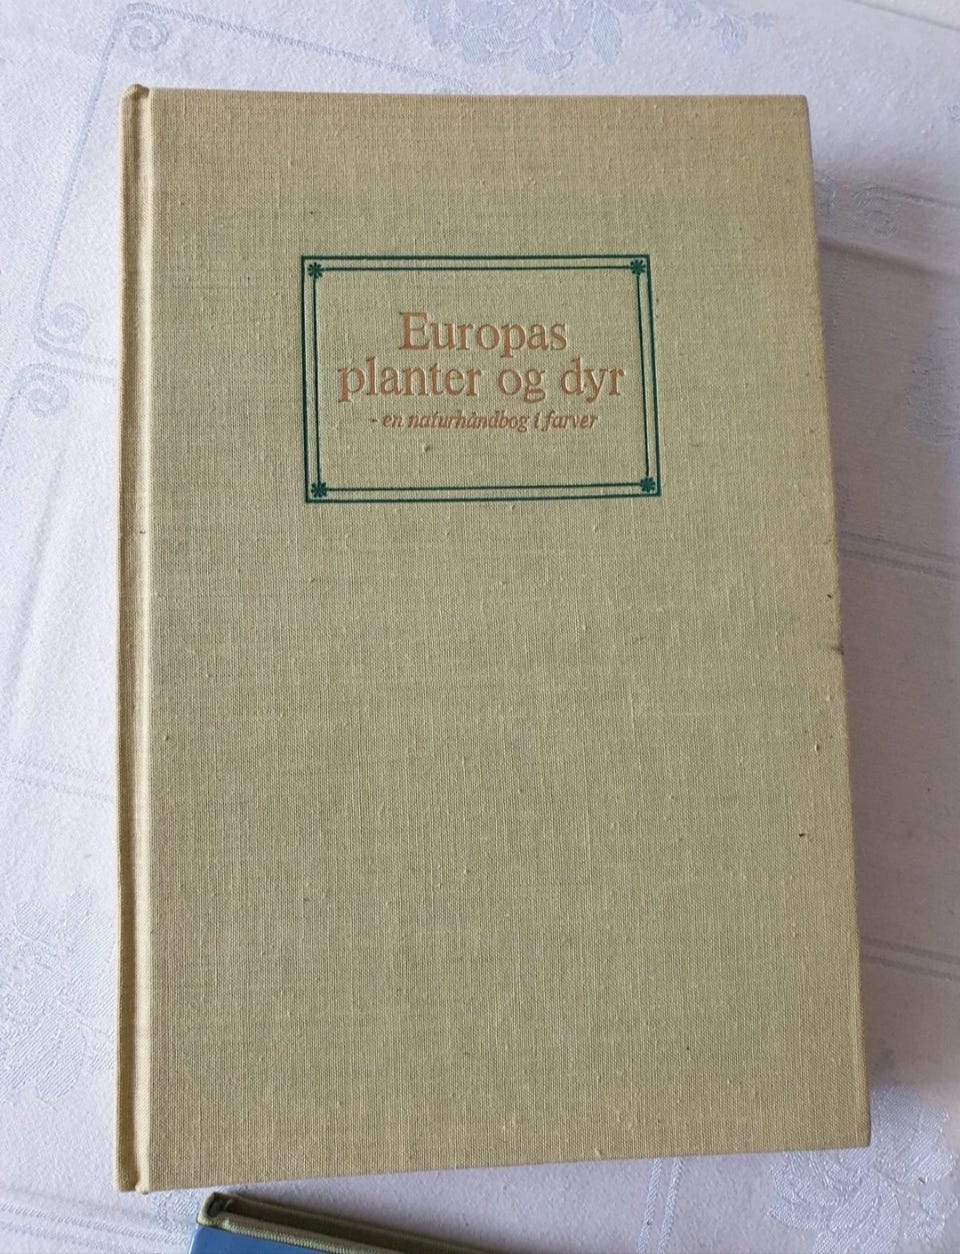 Europas
planter og dyr
- en naturhåndbog i farver